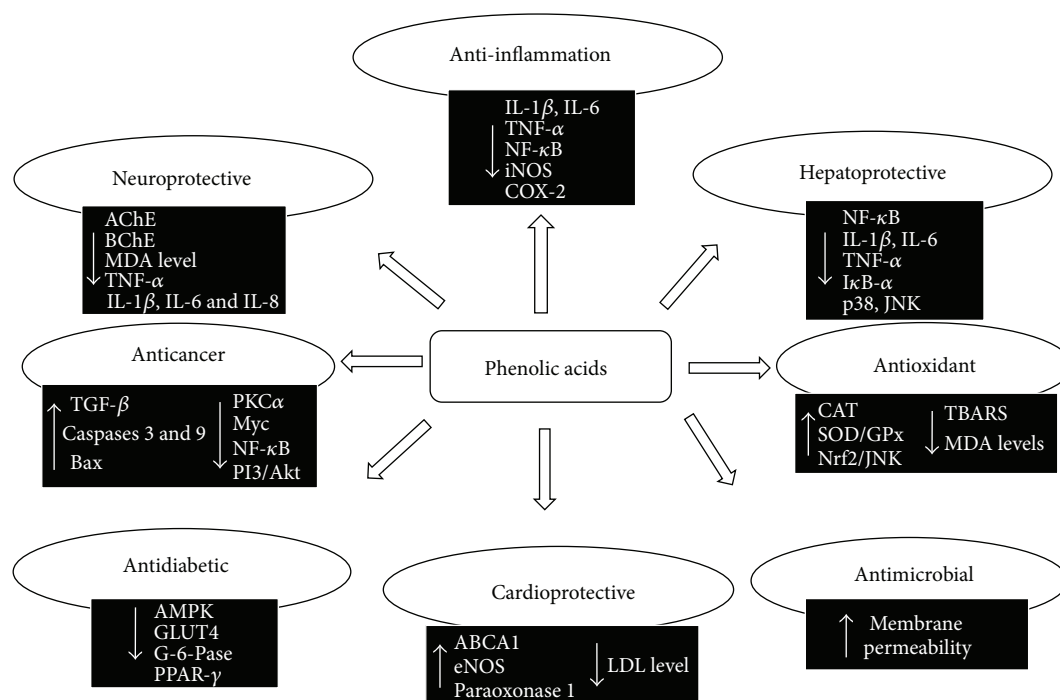 Anti-inflammation
IL-1β, IL-6
TNF-α
NF-κB
iNOS
COX-2
Neuroprotective
AChE
BChE
MDA level
TNF-α
IL-1β, IL-6 and IL-8
Hepatoprotective
NF-κB
IL-1β, IL-6
TNF-α
IκB-α
p38, JNK
Anticancer
TGF-β
Caspases 3 and 9
Bax
PKCα
Myc
NF-κB
PI3/Akt
Phenolic acids
Antioxidant
CAT
SOD/GPx
Nrf2/JNK
TBARS
MDA levels
Antidiabetic
AMPK
GLUT4
G-6-Pase
PPAR-γ
Cardioprotective
ABCA1
eNOS
Paraoxonase 1
LDL level
Antimicrobial
Membrane
permeability